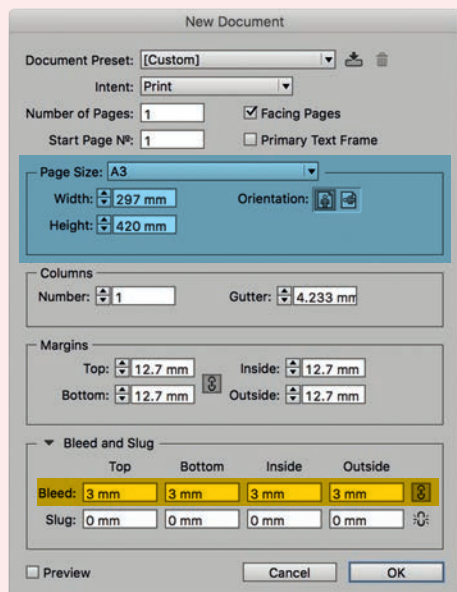 New Document
Document Preset: [Custom]
Intent: Print
Number of Pages: 1 Facing Pages
Start Page Nº: 1 Primary Text Frame
Page Size: A3
Width: 297 mm Orientation:
Height: 420 mm
Columns
Number: 1 Gutter: 4.233 mm
Margins
Top: 12.7 mm Inside: 12.7 mm
Bottom: 12.7 mm Outside: 12.7 mm
Bleed and Slug
Top Bottom Inside Outside
Bleed: 3 mm 3 mm 3 mm 3 mm
Slug: 0 mm 0 mm 0 mm 0 mm
Preview Cancel OK